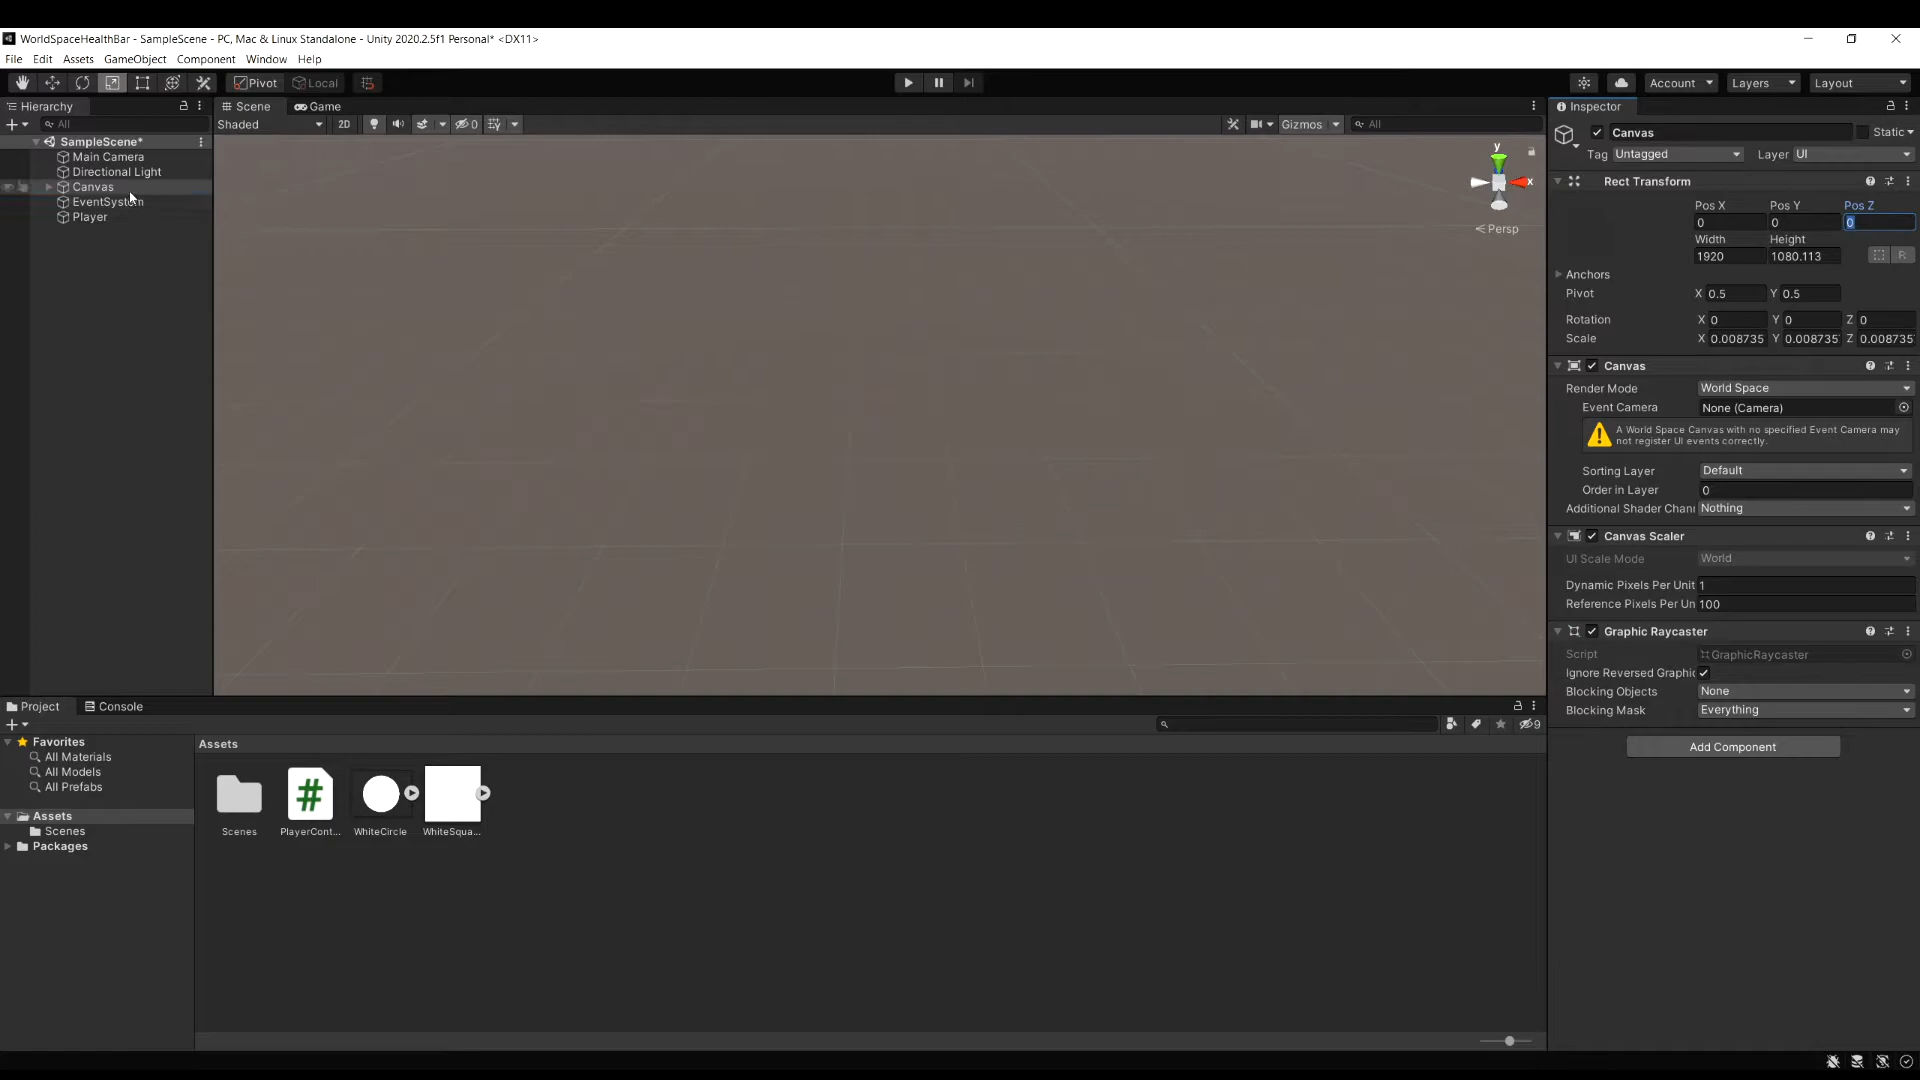 WorldSpaceHealthBar - SampleScene - PC, Mac & Linux Standalone - Unity 2020.2.5f1 Personal* <DX11>
File Edit Assets GameObject Component Window Help
Pivot Local Account Layers Layout
Hierarchy
All
SampleScene*
Main Camera
Directional Light
Canvas
EventSystem
Player
Scene Game
Shaded 2D 0 Gizmos All
y
x
Persp
Inspector
Canvas Static
Tag Untagged Layer UI
Rect Transform
Pos X Pos Y Pos Z
0 0 0
Width Height
1920 1080.113 R
Anchors
Pivot X 0.5 Y 0.5
Rotation X 0 Y 0 Z 0
Scale X 0.008735 Y 0.008735 Z 0.008735
Canvas
Render Mode World Space
Event Camera None (Camera)
A World Space Canvas with no specified Event Camera may
not register UI events correctly.
Sorting Layer Default
Order in Layer 0
Additional Shader Chan Nothing
Canvas Scaler
UI Scale Mode World
Dynamic Pixels Per Unit 1
Reference Pixels Per Un 100
Graphic Raycaster
Script GraphicRaycaster
Ignore Reversed Graphic
Blocking Objects None
Blocking Mask Everything
Add Component
Project Console
9
Favorites
All Materials
All Models
All Prefabs
Assets
Scenes
Packages
Assets
Scenes PlayerCont... WhiteCircle WhiteSqua...